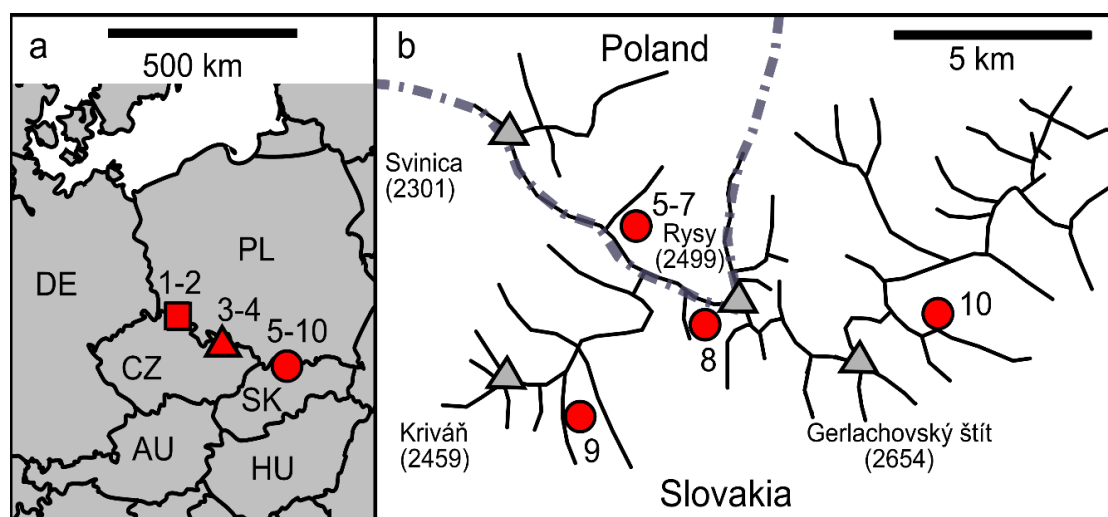 a
500 km
DE
PL
1-2
3-4
5-10
CZ
SK
AU
HU
b
Poland
5 km
Svinica
(2301)
5-7
Rysy
(2499)
8
10
Kriváň
(2459)
9
Gerlachovský štít
(2654)
Slovakia